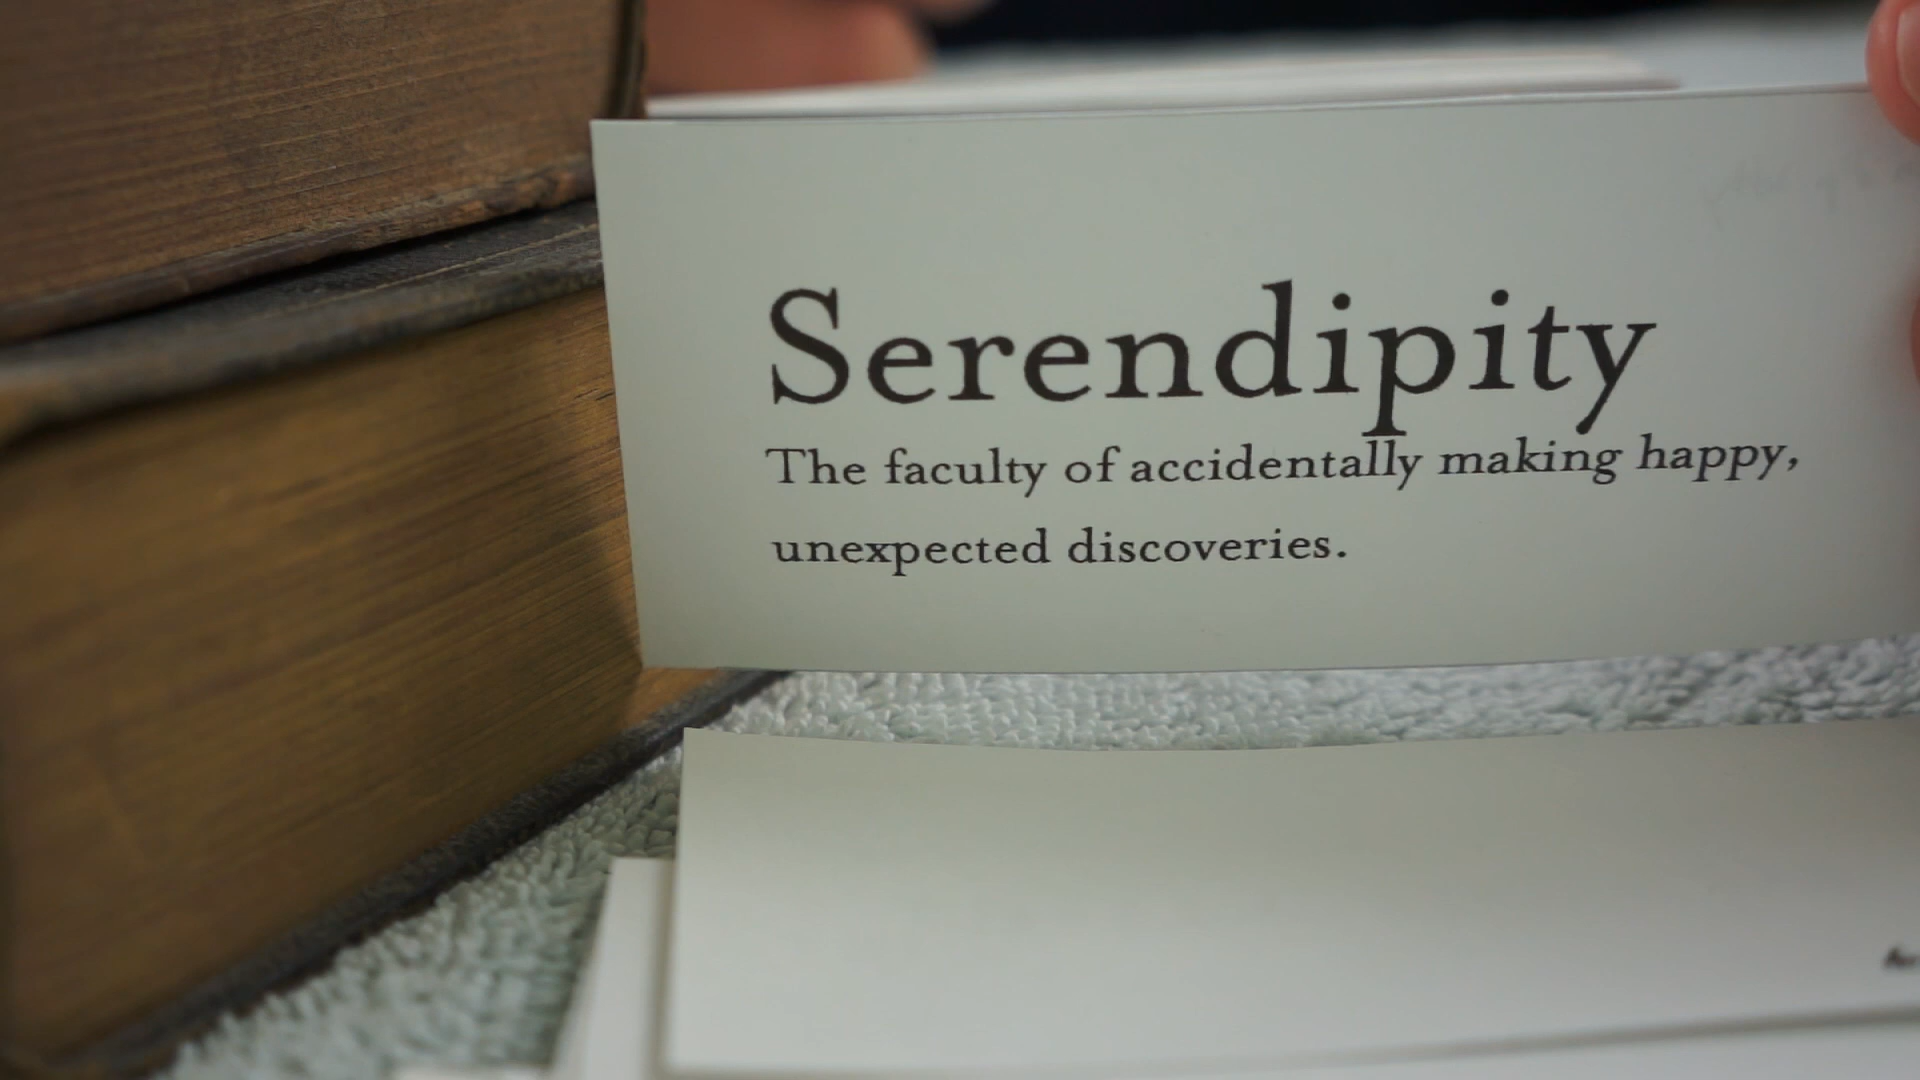 Serendipity
The faculty of accidentally making happy,
unexpected discoveries.